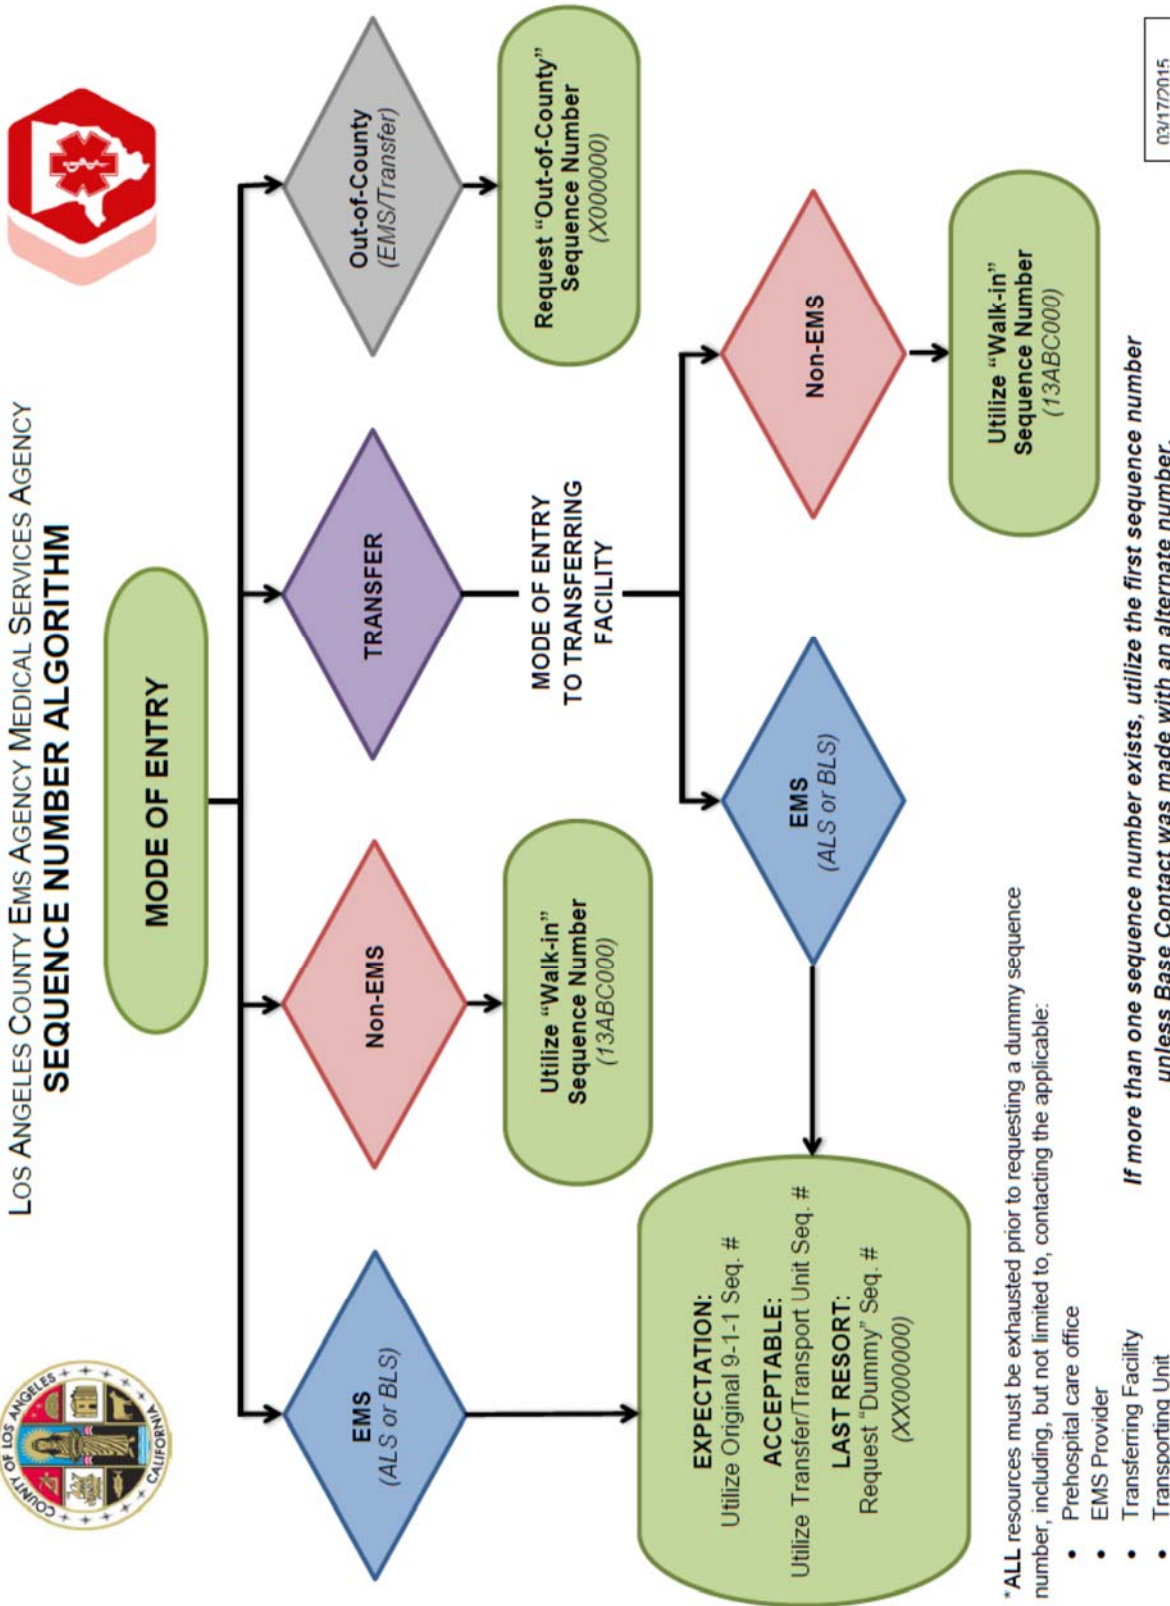 COUNTY OF LOS ANGELES
CALIFORNIA
LOS ANGELES COUNTY EMS AGENCY MEDICAL SERVICES AGENCY
SEQUENCE NUMBER ALGORITHM
MODE OF ENTRY
EMS
(ALS or BLS)
Non-EMS
TRANSFER
Out-of-County
(EMS/Transfer)
Utilize “Walk-in”
Sequence Number
(13ABC000)
MODE OF ENTRY
TO TRANSFERRING
FACILITY
Request “Out-of-County”
Sequence Number
(X000000)
EXPECTATION:
Utilize Original 9-1-1 Seq. #
ACCEPTABLE:
Utilize Transfer/Transport Unit Seq. #
LAST RESORT:
Request “Dummy” Seq. #
(XX000000)
EMS
(ALS or BLS)
Non-EMS
Utilize “Walk-in”
Sequence Number
(13ABC000)
*ALL resources must be exhausted prior to requesting a dummy sequence
number, including, but not limited to, contacting the applicable:
• Prehospital care office
• EMS Provider
• Transferring Facility
• Transporting Unit
If more than one sequence number exists, utilize the first sequence number
unless Base Contact was made with an alternate number.
03/17/2015